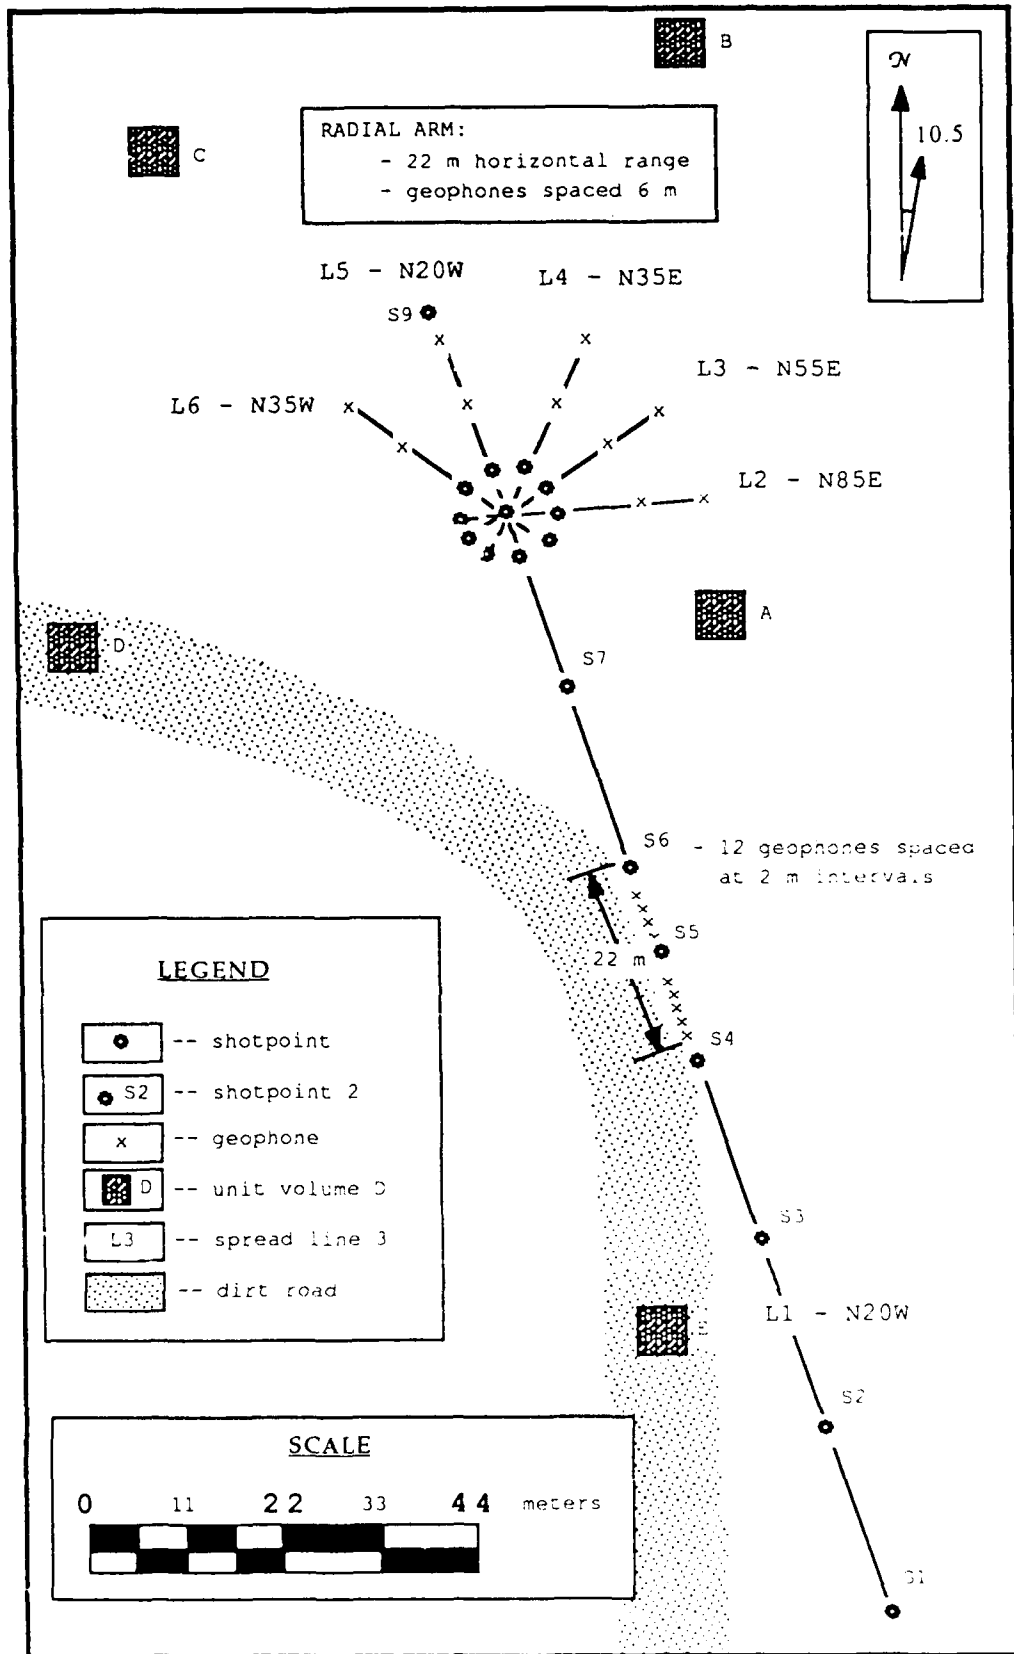 B
N
10.5
C
RADIAL ARM:
- 22 m horizontal range
- geophones spaced 6 m
L5 - N20W
L4 - N35E
S9
L3 - N55E
L6 - N35W
L2 - N85E
A
D
S7
S6
- 12 geophones spaced
at 2 m intervals
S5
22 m
S4
LEGEND
-- shotpoint
S2 -- shotpoint 2
x -- geophone
D -- unit volume D
L3 -- spread line 3
-- dirt road
S3
E
L1 - N20W
S2
SCALE
0 11 22 33 44 meters
S1